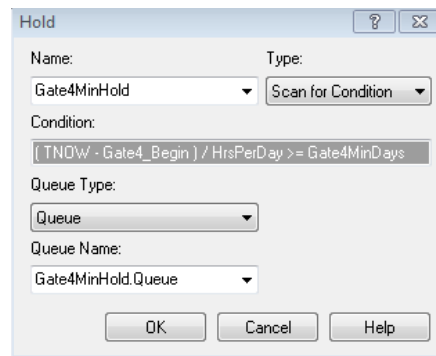 Hold
Name: Type:
Gate4MinHold Scan for Condition
Condition:
( TNOW - Gate4_Begin ) / HrsPerDay >= Gate4MinDays
Queue Type:
Queue
Queue Name:
Gate4MinHold.Queue
OK Cancel Help